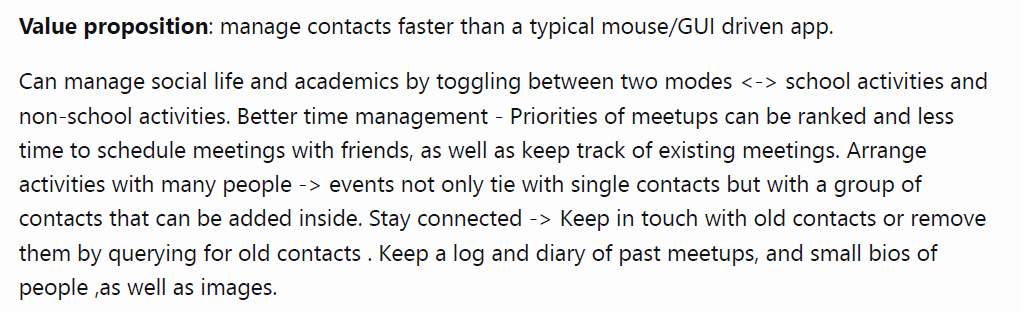 Value proposition: manage contacts faster than a typical mouse/GUI driven app.
Can manage social life and academics by toggling between two modes <-> school activities and
non-school activities. Better time management - Priorities of meetups can be ranked and less
time to schedule meetings with friends, as well as keep track of existing meetings. Arrange
activities with many people -> events not only tie with single contacts but with a group of
contacts that can be added inside. Stay connected -> Keep in touch with old contacts or remove
them by querying for old contacts . Keep a log and diary of past meetups, and small bios of
people ,as well as images.